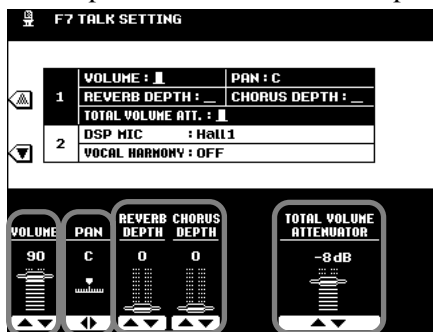 F7 TALK SETTING
1
VOLUME :
PAN : C
REVERB DEPTH :
CHORUS DEPTH :
TOTAL VOLUME ATT. :
2
DSP MIC : Hall1
VOCAL HARMONY : OFF
VOLUME
PAN
REVERB DEPTH
CHORUS DEPTH
TOTAL VOLUME
ATTENUATOR
90
C
0
0
-8dB